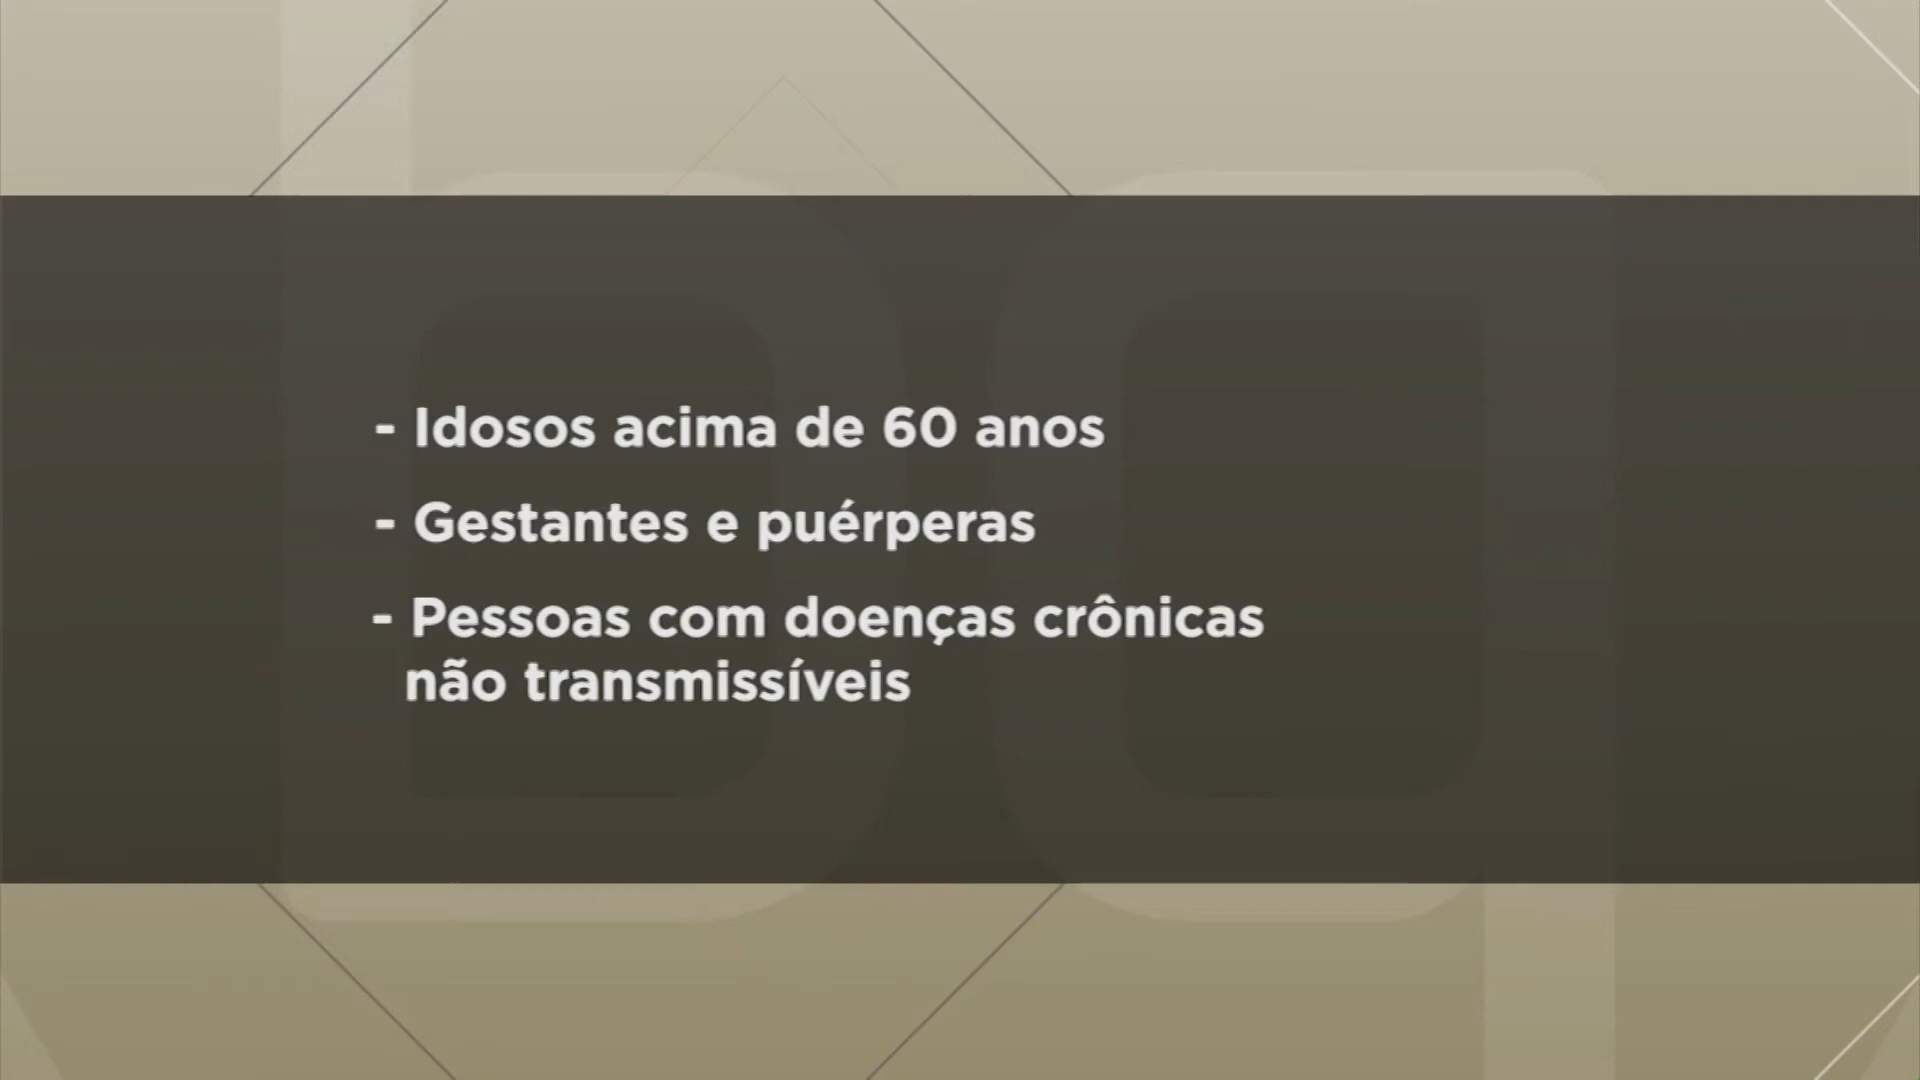 - Idosos acima de 60 anos
- Gestantes e puérperas
- Pessoas com doenças crônicas
não transmissíveis